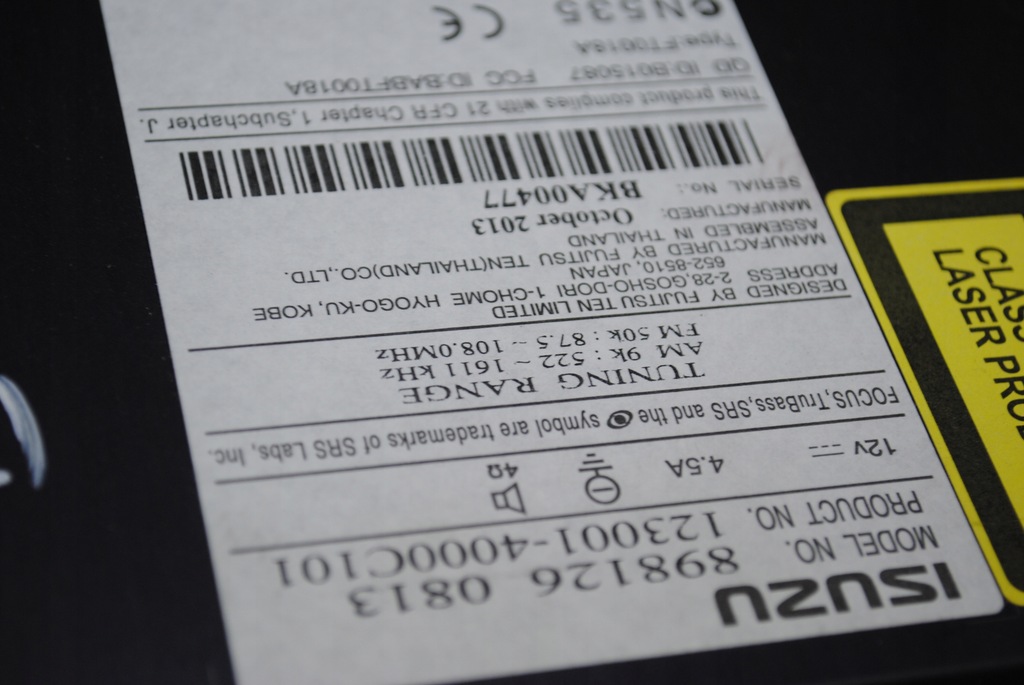 ISUZU
MODEL NO. 898126 0813
PRODUCT NO. 123001-4000C101
12V 4.5A 4Ω
FOCUS,TruBass,SRS and the symbol are trademarks of SRS Labs, Inc.
TUNING RANGE
AM 9k : 522 ~ 1611 kHz
FM 50k : 87.5 ~ 108.0MHz
DESIGNED BY FUJITSU TEN LIMITED
ADDRESS 2-28,GOSHO-DORI 1-CHOME HYOGO-KU, KOBE
652-8510, JAPAN
MANUFACTURED BY FUJITSU TEN(THAILAND)CO.,LTD.
ASSEMBLED IN THAILAND
MANUFACTURED: October 2013
SERIAL No.: BKA00477
This product complies with 21 CFR Chapter 1,Subchapter J.
QD ID:B015087 FCC ID:BABFT0018A
Type:FT0018A
N535 CE
CLAS
LASER PROD